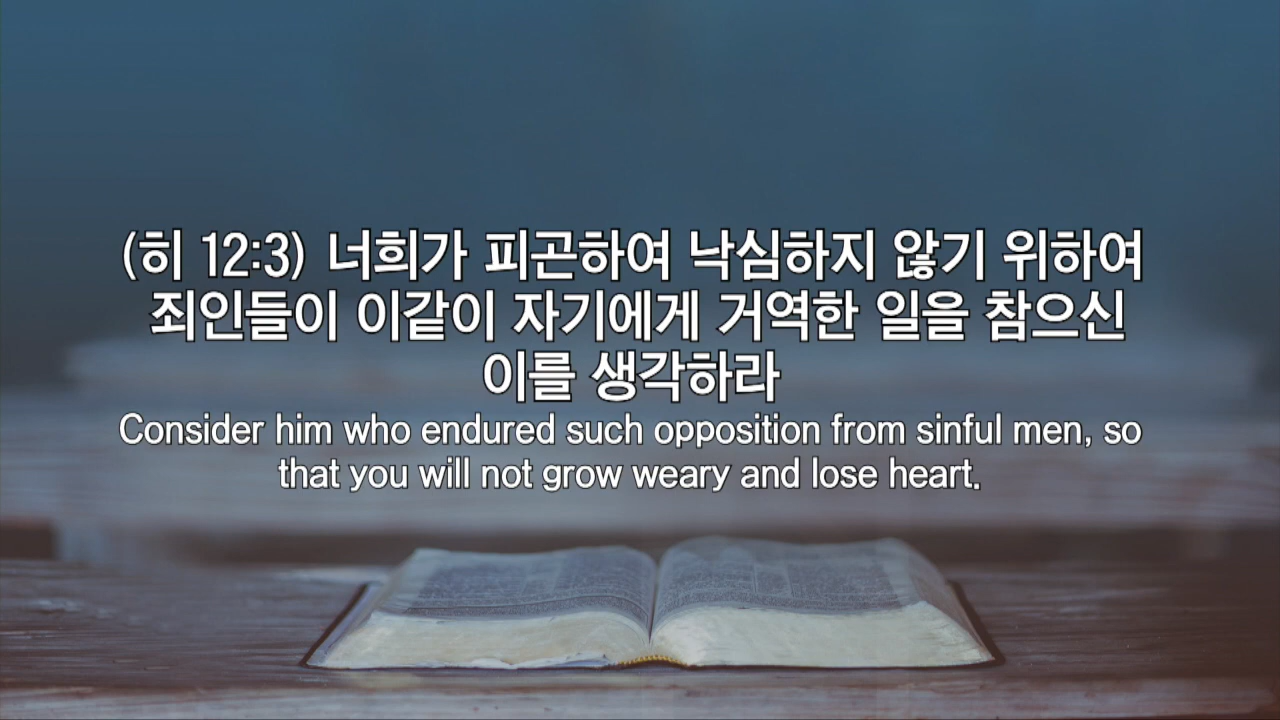 (히 12:3) 너희가 피곤하여 낙심하지 않기 위하여
죄인들이 이같이 자기에게 거역한 일을 참으신
이를 생각하라
Consider him who endured such opposition from sinful men, so
that you will not grow weary and lose heart.